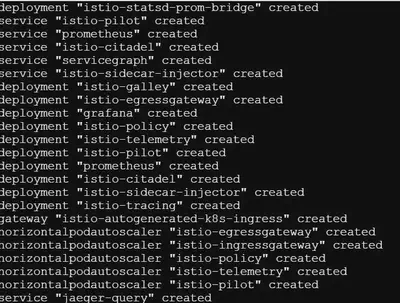 deployment "istio-statsd-prom-bridge" created
service "istio-pilot" created
service "prometheus" created
service "istio-citadel" created
service "servicegraph" created
service "istio-sidecar-injector" created
deployment "istio-galley" created
deployment "istio-egressgateway" created
deployment "grafana" created
deployment "istio-policy" created
deployment "istio-telemetry" created
deployment "istio-pilot" created
deployment "prometheus" created
deployment "istio-citadel" created
deployment "istio-sidecar-injector" created
deployment "istio-tracing" created
gateway "istio-autogenerated-k8s-ingress" created
horizontalpodautoscaler "istio-egressgateway" created
horizontalpodautoscaler "istio-ingressgateway" created
horizontalpodautoscaler "istio-policy" created
horizontalpodautoscaler "istio-telemetry" created
horizontalpodautoscaler "istio-pilot" created
service "jaeger-query" created